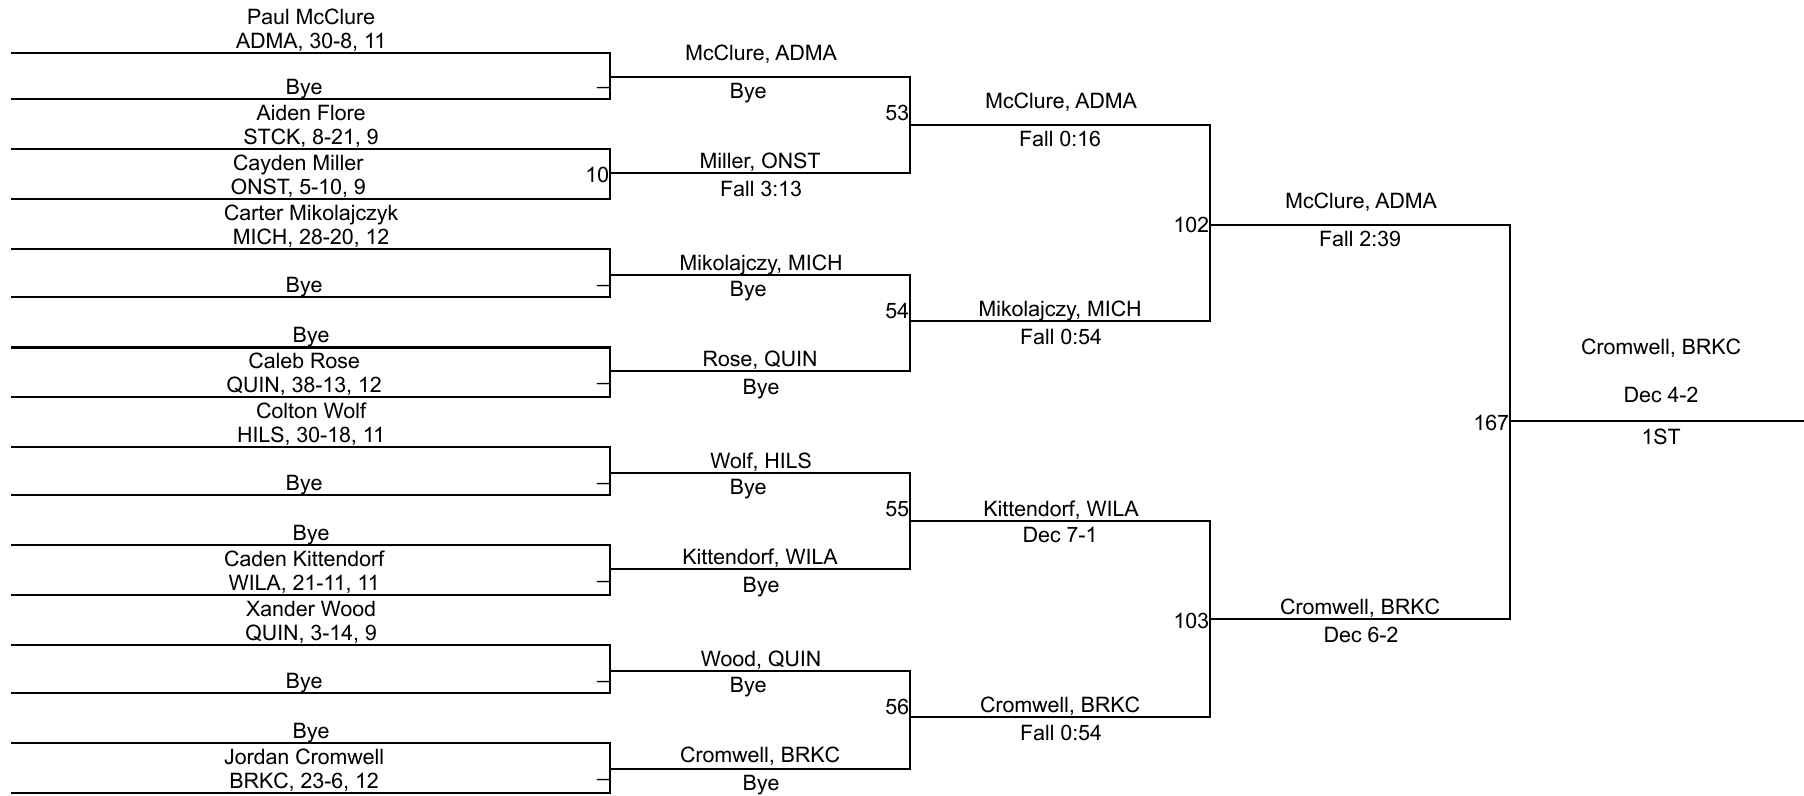 Paul McClure
ADMA, 30-8, 11
Bye
Aiden Flore
STCK, 8-21, 9
Cayden Miller
ONST, 5-10, 9
10
Carter Mikolajczyk
MICH, 28-20, 12
Bye
Bye
Caleb Rose
QUIN, 38-13, 12
Colton Wolf
HILS, 30-18, 11
Bye
Bye
Caden Kittendorf
WILA, 21-11, 11
Xander Wood
QUIN, 3-14, 9
Bye
Bye
Jordan Cromwell
BRKC, 23-6, 12
McClure, ADMA
Bye
53
Miller, ONST
Fall 3:13
Mikolajczy, MICH
Bye
54
Rose, QUIN
Bye
Wolf, HILS
Bye
55
Kittendorf, WILA
Bye
Wood, QUIN
Bye
56
Cromwell, BRKC
Bye
McClure, ADMA
Fall 0:16
102
Mikolajczy, MICH
Fall 0:54
Kittendorf, WILA
Dec 7-1
103
Cromwell, BRKC
Fall 0:54
McClure, ADMA
Fall 2:39
167
Cromwell, BRKC
Dec 6-2
Cromwell, BRKC
Dec 4-2
1ST